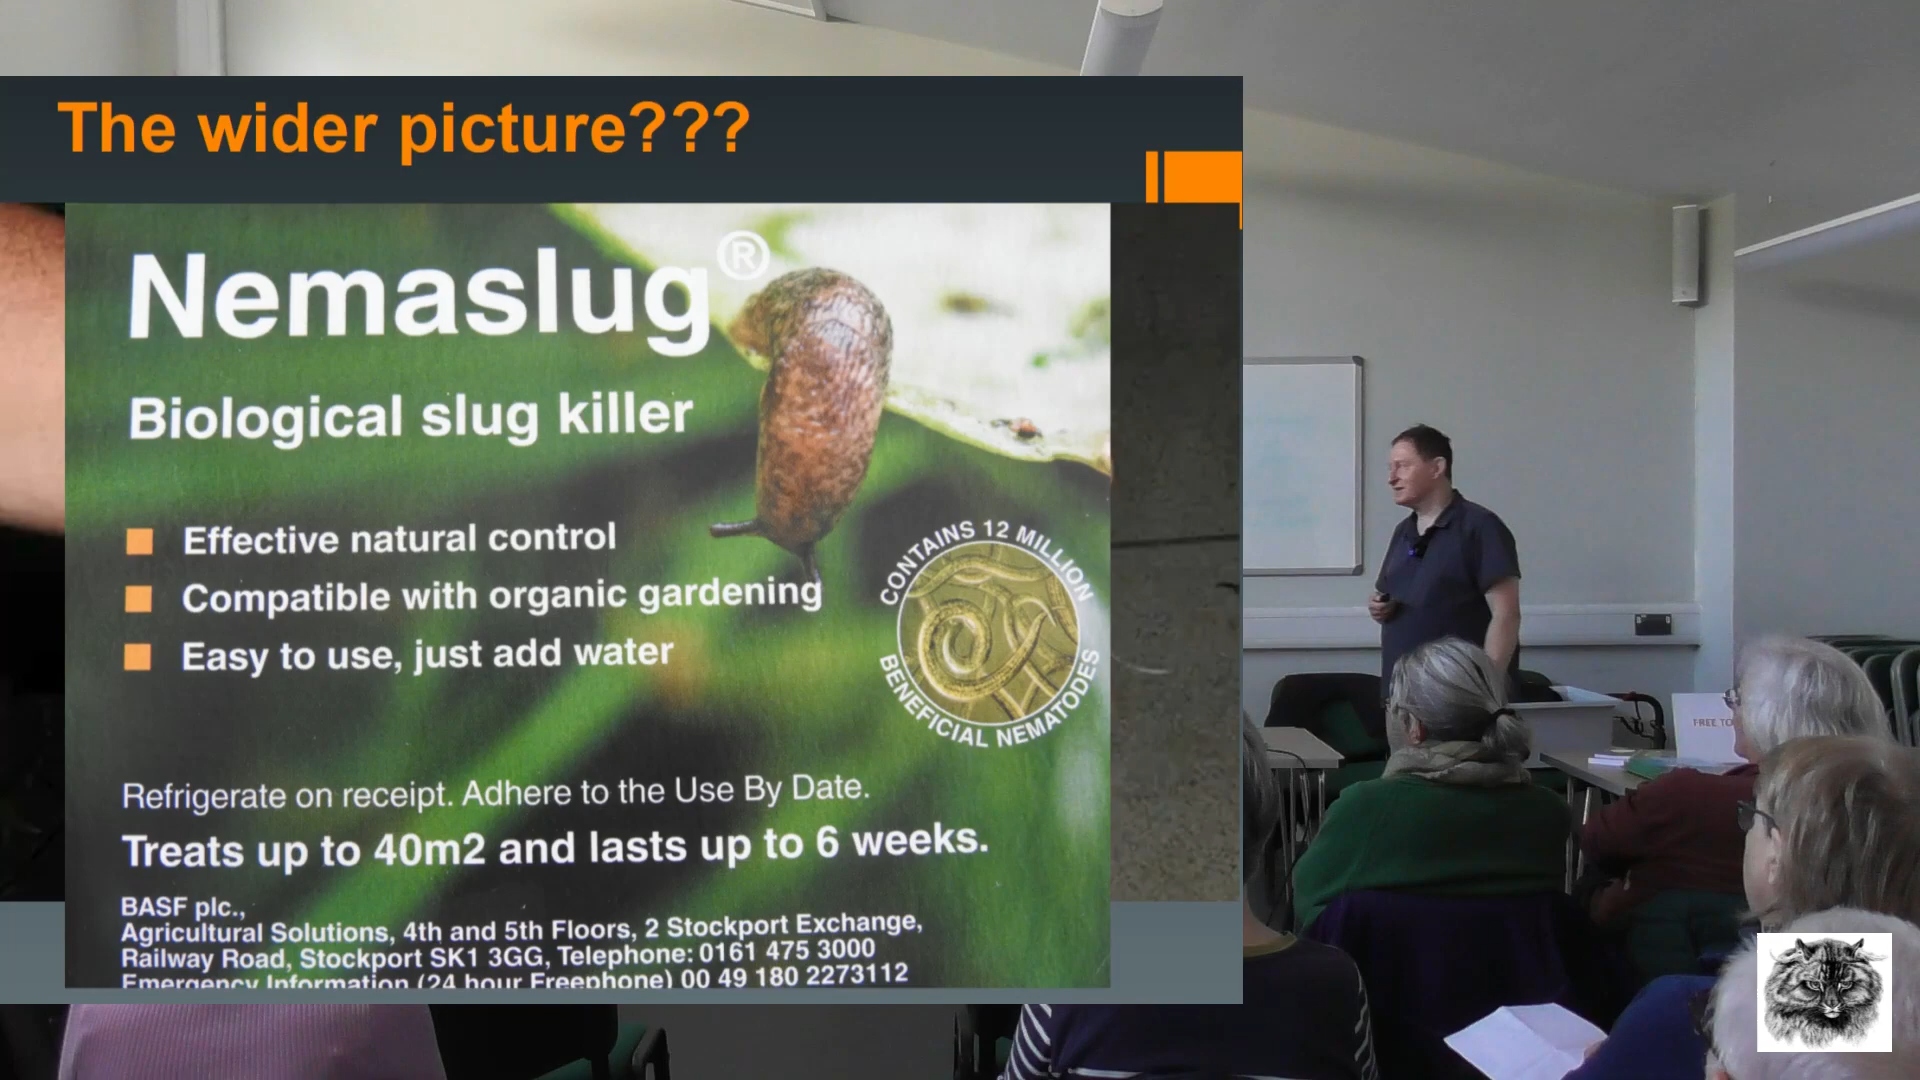 The wider picture???
Nemaslug®
Biological slug killer
Effective natural control
Compatible with organic gardening
Easy to use, just add water
CONTAINS 12 MILLION
BENEFICIAL NEMATODES
Refrigerate on receipt. Adhere to the Use By Date.
Treats up to 40m2 and lasts up to 6 weeks.
BASF plc.,
Agricultural Solutions, 4th and 5th Floors, 2 Stockport Exchange,
Railway Road, Stockport SK1 3GG, Telephone: 0161 475 3000
Emergency Information (24 hour Freephone) 00 49 180 2273112
FREE TO